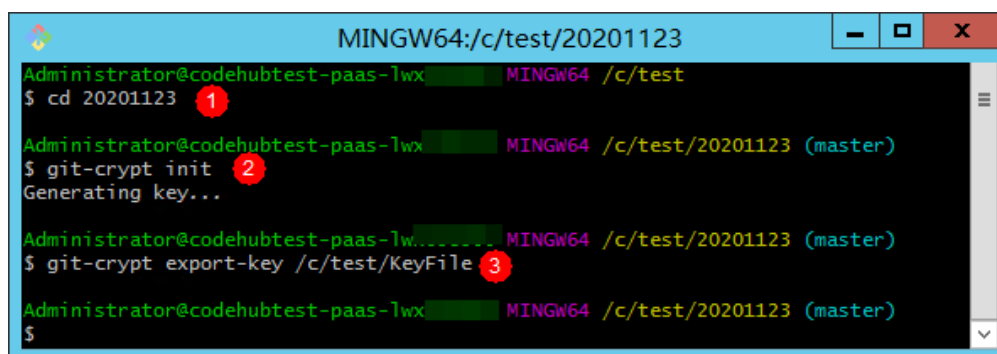 MINGW64:/c/test/20201123
Administrator@codehubtest-paas-lwx MINGW64 /c/test
$ cd 20201123 1
Administrator@codehubtest-paas-lwx MINGW64 /c/test/20201123 (master)
$ git-crypt init 2
Generating key...
Administrator@codehubtest-paas-lw MINGW64 /c/test/20201123 (master)
$ git-crypt export-key /c/test/KeyFile 3
Administrator@codehubtest-paas-lwx MINGW64 /c/test/20201123 (master)
$